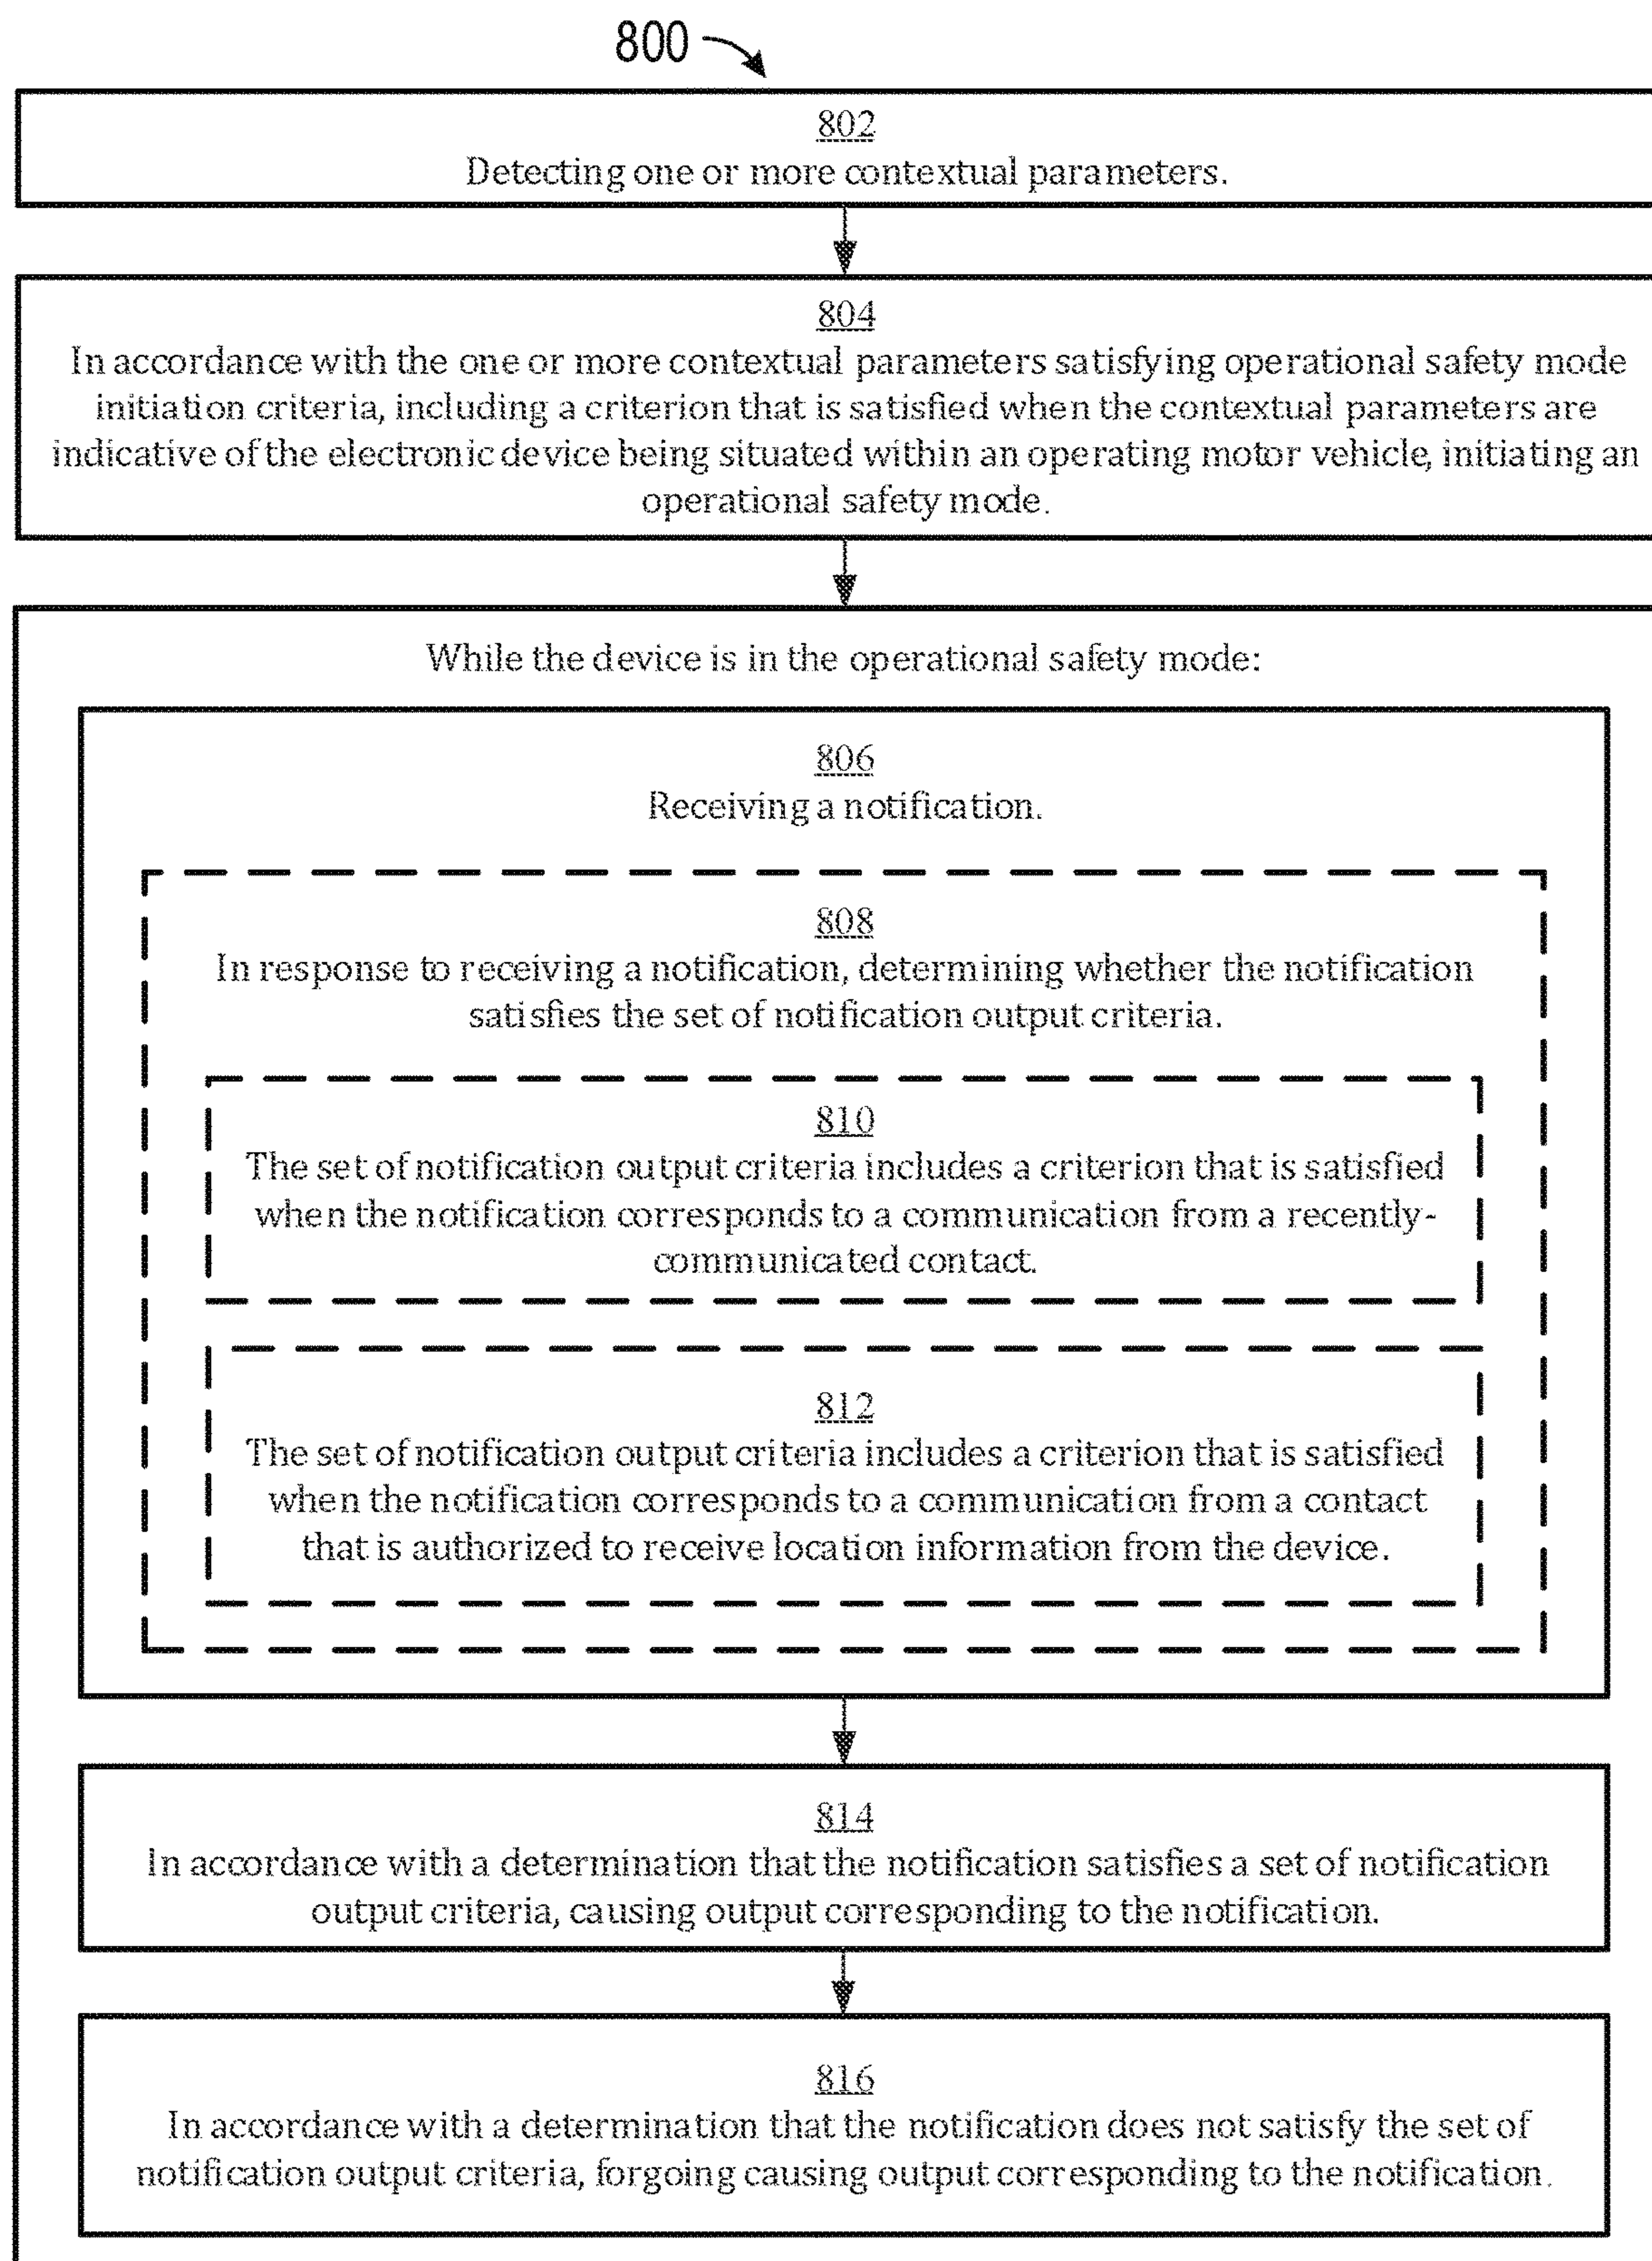 800
802
Detecting one or more contextual parameters.
804
In accordance with the one or more contextual parameters satisfying operational safety mode
initiation criteria, including a criterion that is satisfied when the contextual parameters are
indicative of the electronic device being situated within an operating motor vehicle, initiating an
operational safety mode.
While the device is in the operational safety mode:
806
Receiving a notification.
808
In response to receiving a notification, determining whether the notification
satisfies the set of notification output criteria.
810
The set of notification output criteria includes a criterion that is satisfied
when the notification corresponds to a communication from a recently-
communicated contact.
812
The set of notification output criteria includes a criterion that is satisfied
when the notification corresponds to a communication from a contact
that is authorized to receive location information from the device.
814
In accordance with a determination that the notification satisfies a set of notification
output criteria, causing output corresponding to the notification.
816
In accordance with a determination that the notification does not satisfy the set of
notification output criteria, forgoing causing output corresponding to the notification.